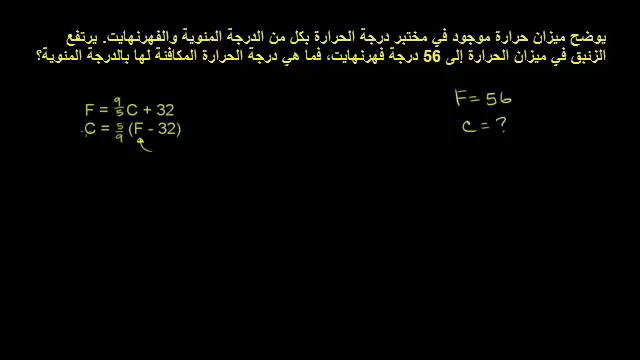 يوضح ميزان حرارة موجود في مختبر درجة الحرارة بكل من الدرجة المئوية والفهرنهايت. يرتفع
الزئبق في ميزان الحرارة إلى 56 درجة فهرنهايت، فما هي درجة الحرارة المكافئة لها بالدرجة المئوية؟
F = 9/5 C + 32
C = 5/9 (F - 32)
F = 56
C = ?